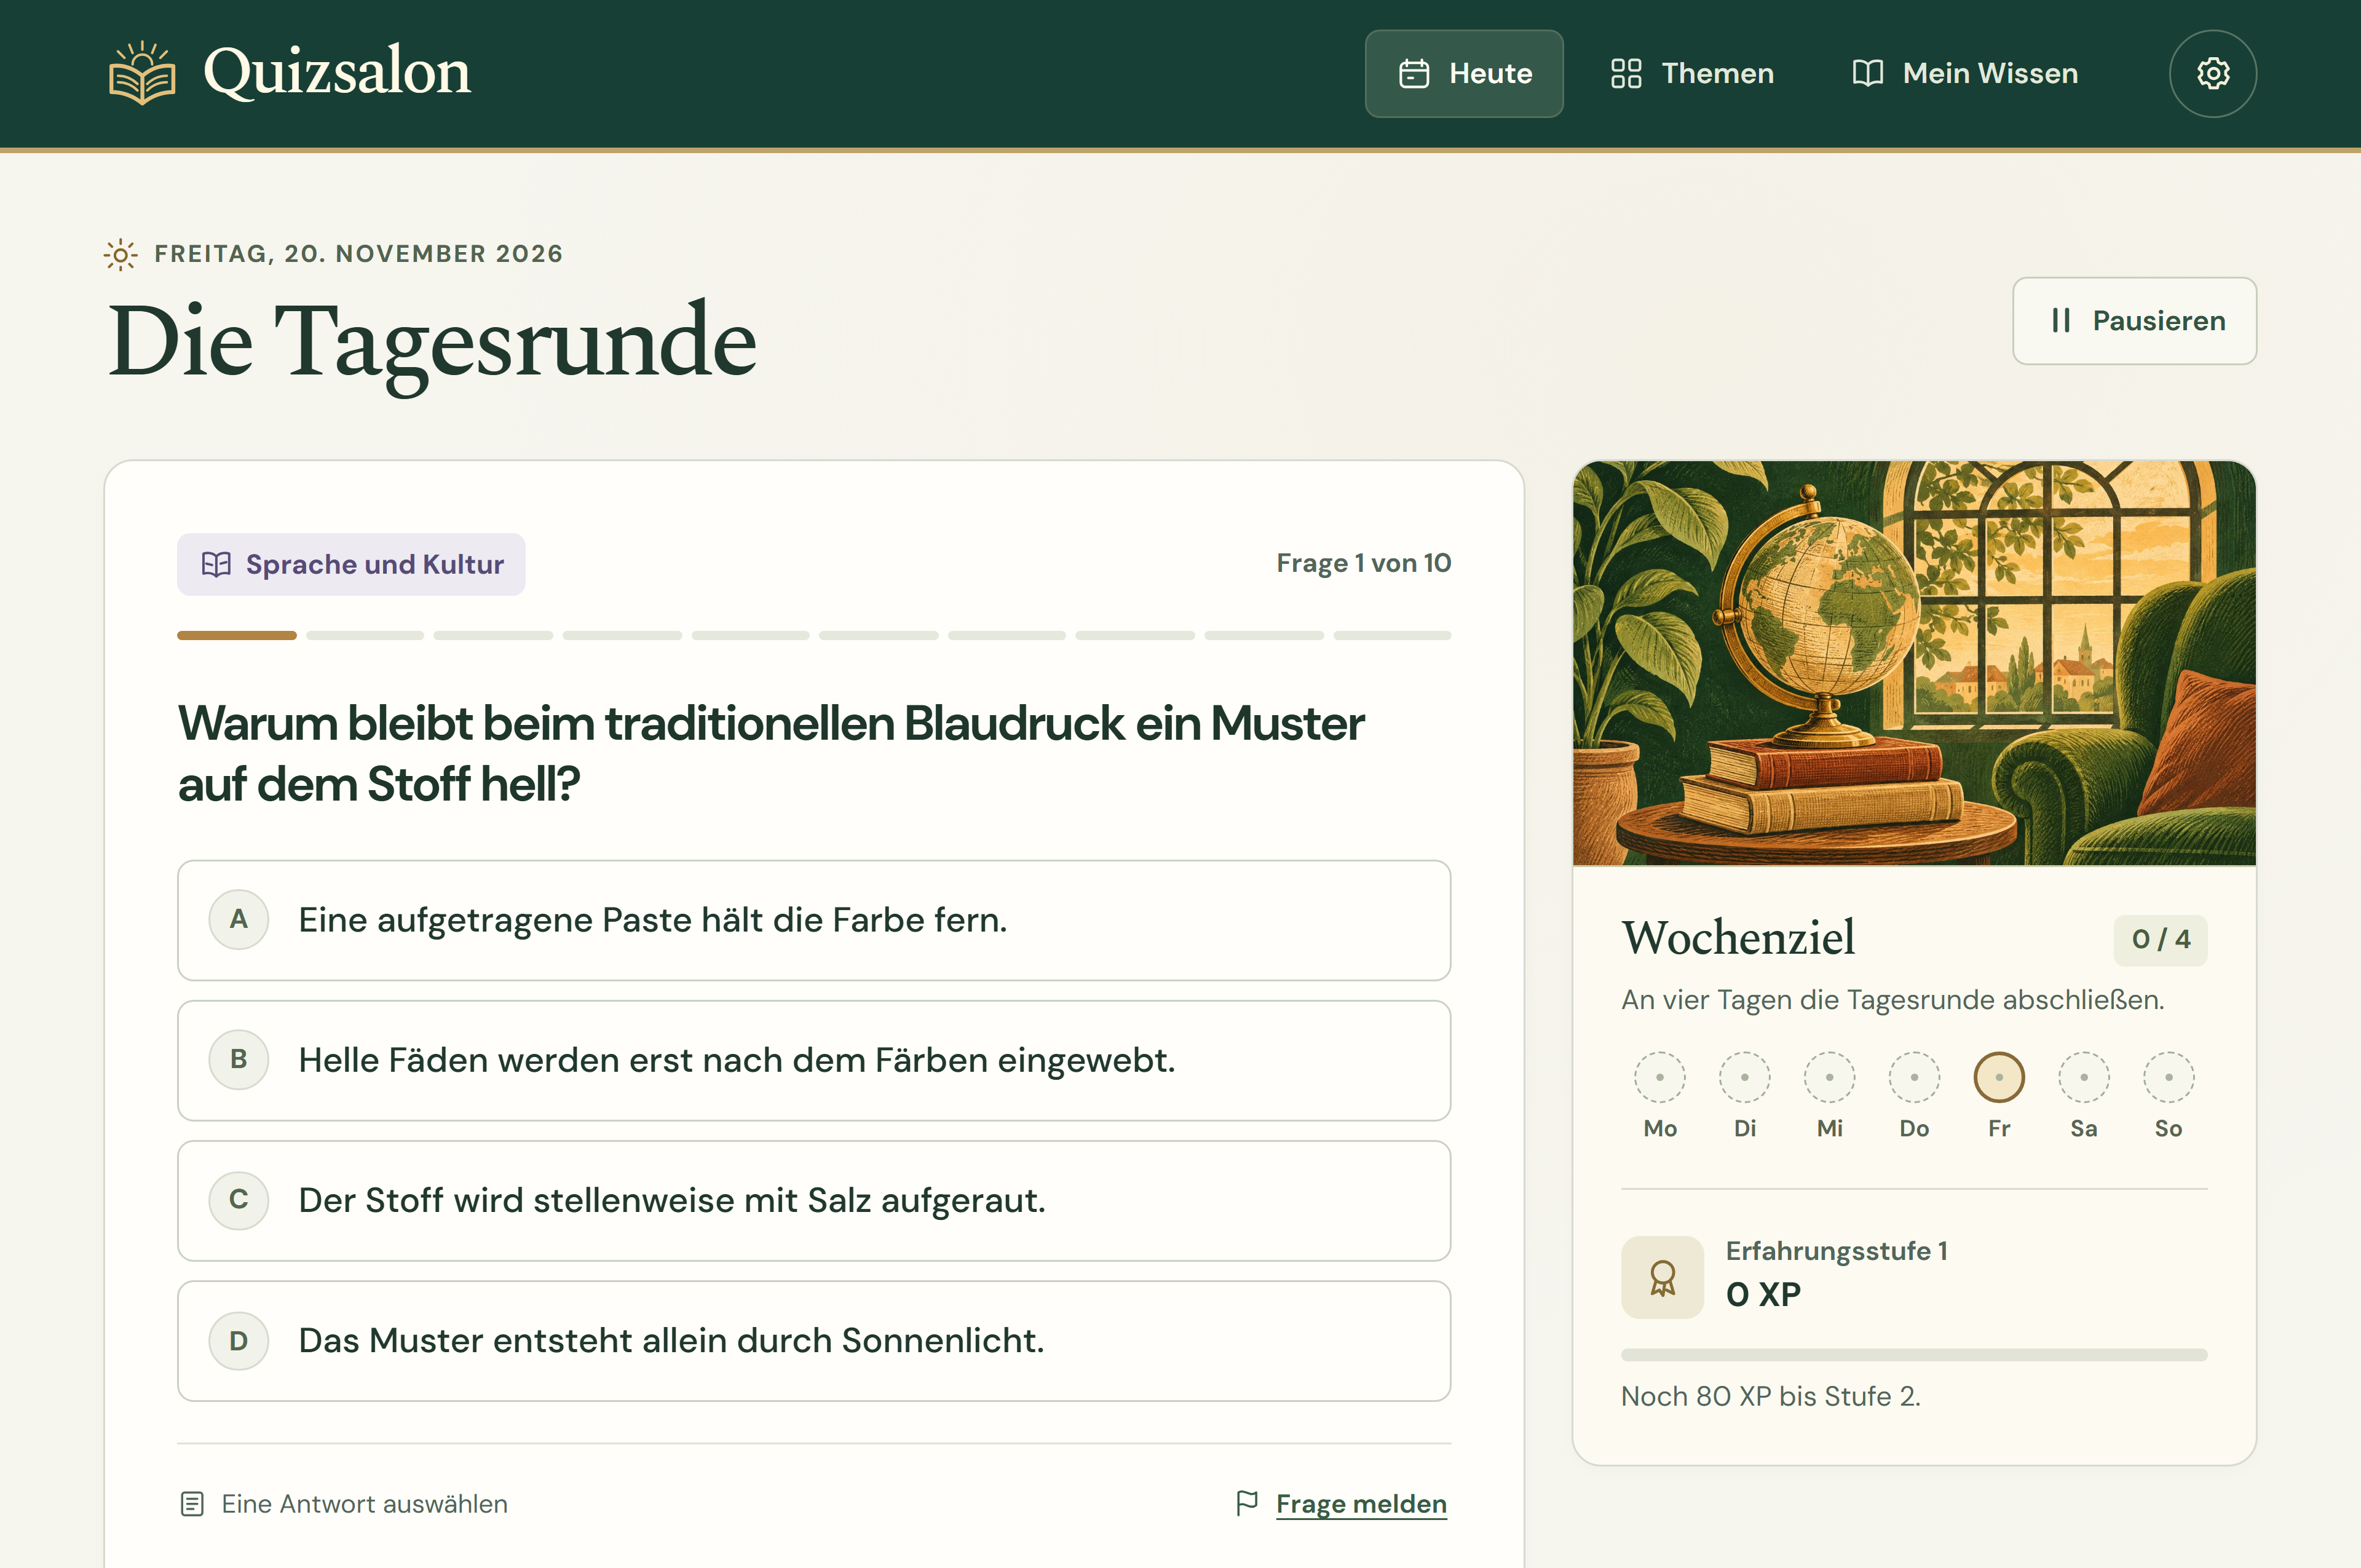 Quizsalon
Heute
Themen
Mein Wissen
FREITAG, 20. NOVEMBER 2026
Die Tagesrunde
Pausieren
Sprache und Kultur
Frage 1 von 10
Warum bleibt beim traditionellen Blaudruck ein Muster
auf dem Stoff hell?
A Eine aufgetragene Paste hält die Farbe fern.
B Helle Fäden werden erst nach dem Färben eingewebt.
C Der Stoff wird stellenweise mit Salz aufgeraut.
D Das Muster entsteht allein durch Sonnenlicht.
Eine Antwort auswählen
Frage melden
Wochenziel
0 / 4
An vier Tagen die Tagesrunde abschließen.
Mo Di Mi Do Fr Sa So
Erfahrungsstufe 1
0 XP
Noch 80 XP bis Stufe 2.